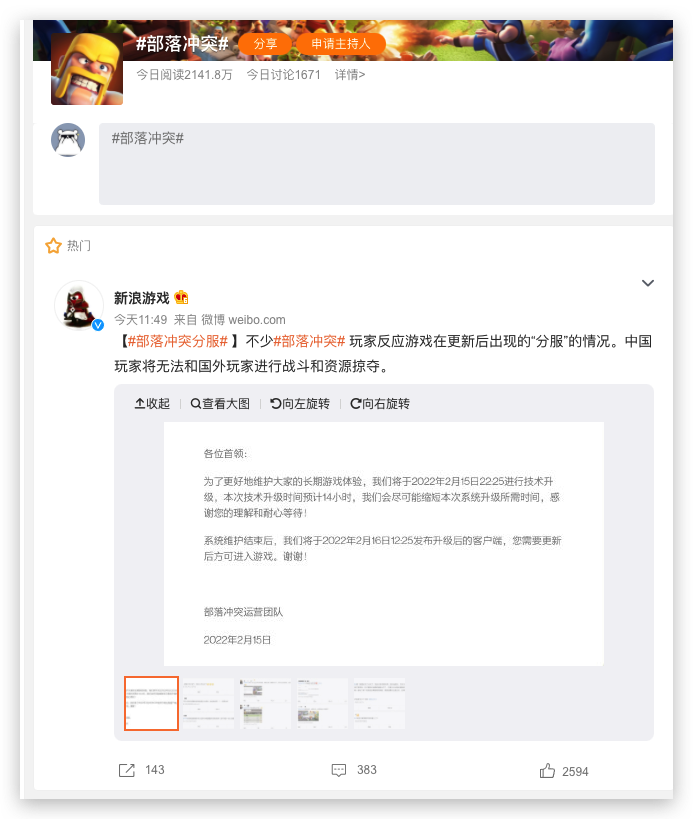 #部落冲突# 分享 申请主持人
今日阅读2141.8万 今日讨论1671 详情>
#部落冲突#
热门
新浪游戏
今天11:49 来自 微博 weibo.com
【#部落冲突分服# 】不少#部落冲突# 玩家反应游戏在更新后出现的“分服”的情况。中国
玩家将无法和国外玩家进行战斗和资源掠夺。
收起 查看大图 向左旋转 向右旋转
各位首领：
为了更好地维护大家的长期游戏体验，我们将于2022年2月15日22:25进行技术升
级，本次技术升级时间预计14小时，我们会尽可能缩短本次系统升级所需时间，感
谢您的理解和耐心等待！
系统维护结束后，我们将于2022年2月16日12:25发布升级后的客户端，您需要更新
后方可进入游戏。谢谢！
部落冲突运营团队
2022年2月15日
143 383 2594